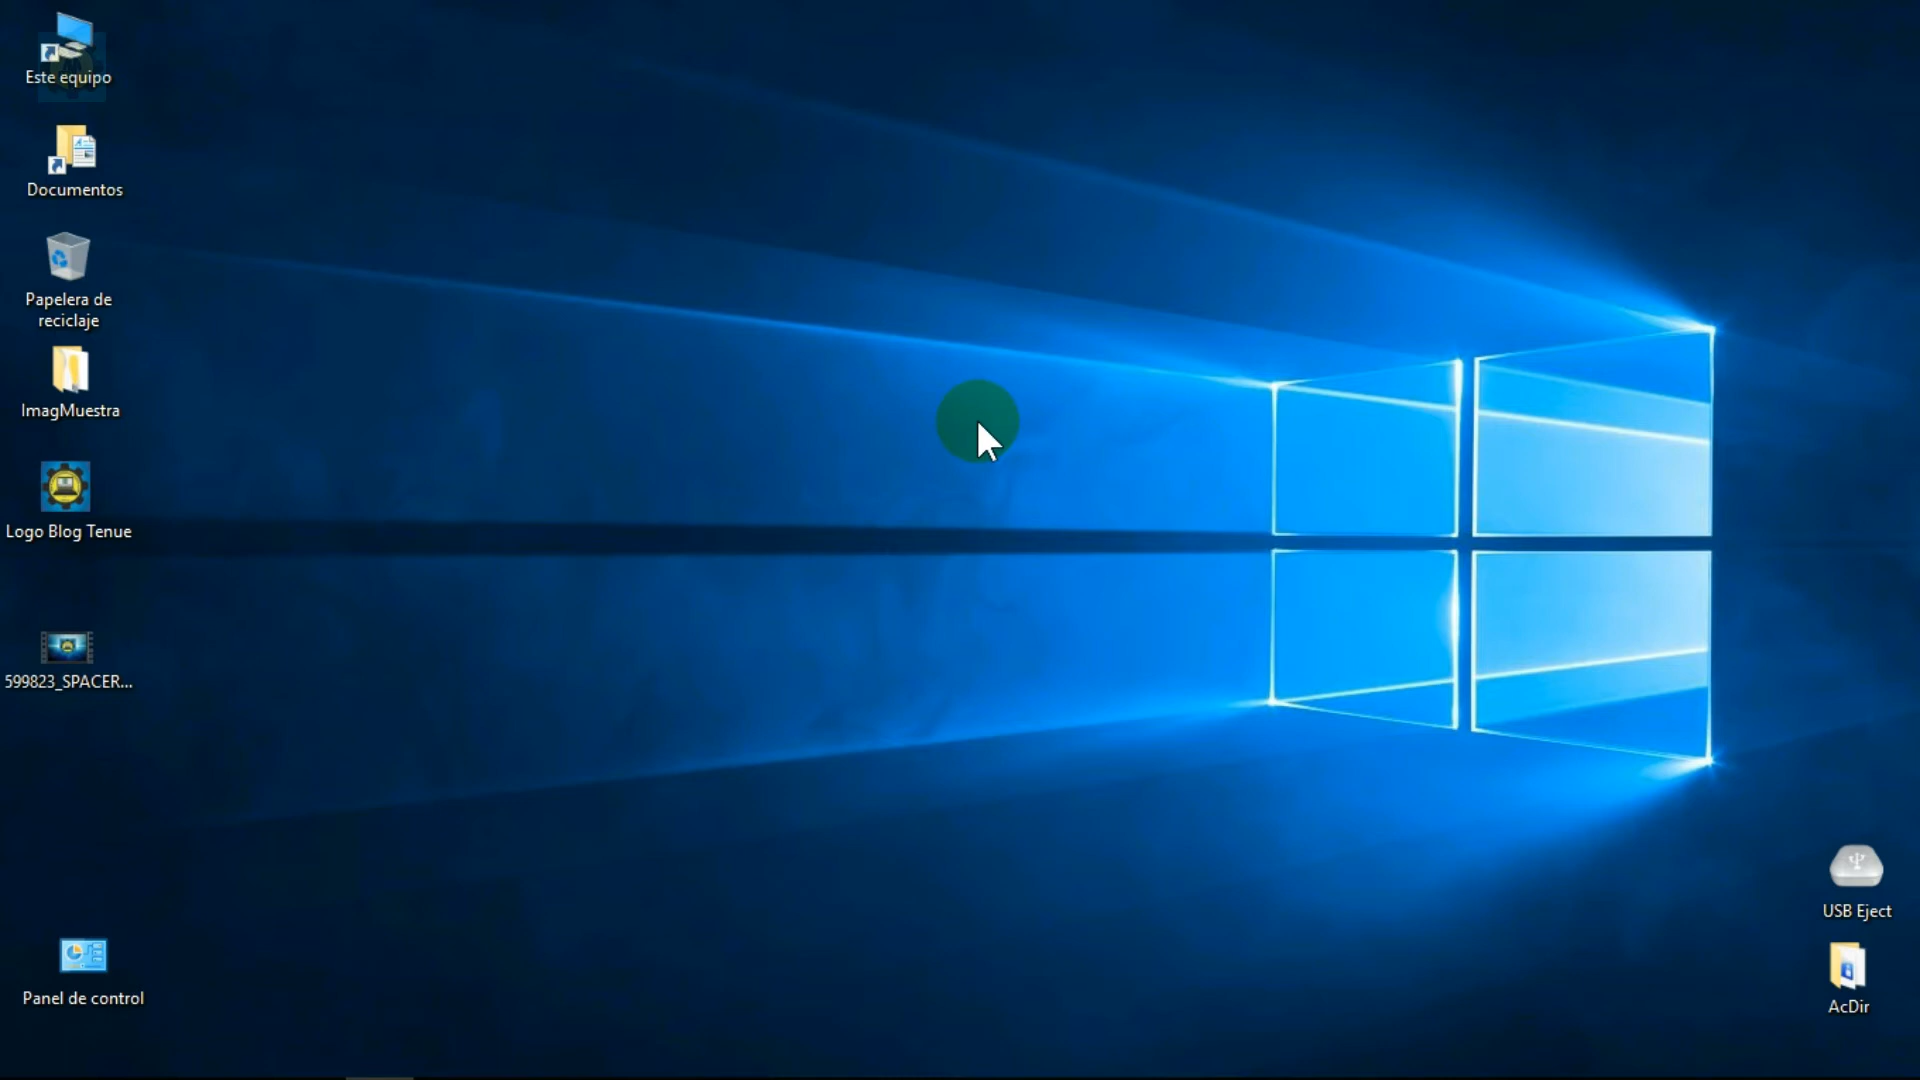 Este equipo
Documentos
Papelera de
reciclaje
ImagMuestra
Logo Blog Tenue
599823_SPACER...
Panel de control
USB Eject
AcDir